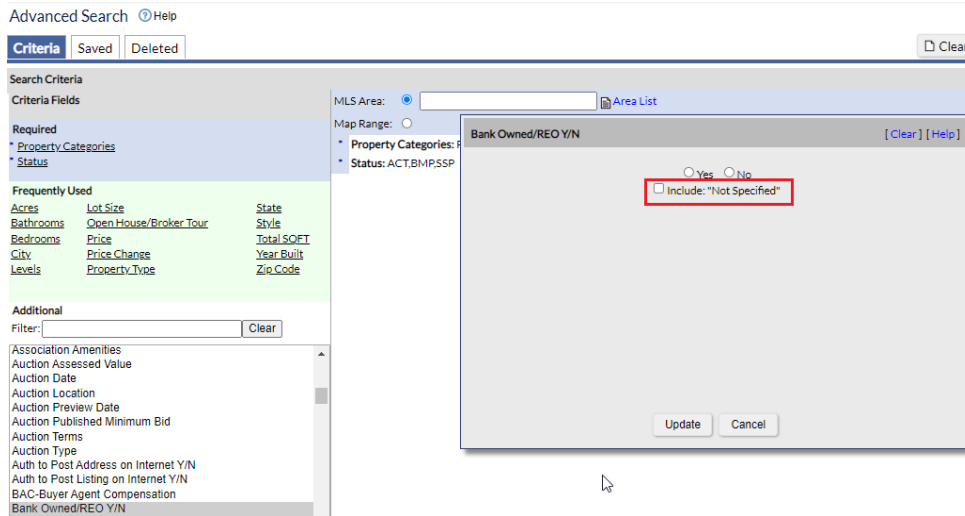 Advanced Search ? Help
Criteria Saved Deleted
Clear
Search Criteria
Criteria Fields
Required
* Property Categories
* Status
Frequently Used
Acres Lot Size State
Bathrooms Open House/Broker Tour Style
Bedrooms Price Total SQFT
City Price Change Year Built
Levels Property Type Zip Code
Additional
Filter: Clear
Association Amenities
Auction Assessed Value
Auction Date
Auction Location
Auction Preview Date
Auction Published Minimum Bid
Auction Terms
Auction Type
Auth to Post Address on Internet Y/N
Auth to Post Listing on Internet Y/N
BAC-Buyer Agent Compensation
Bank Owned/REO Y/N
MLS Area: Area List
Map Range:
* Property Categories:
* Status: ACT,BMP,SSP
Bank Owned/REO Y/N [ Clear ] [ Help ]
Yes No
Include: "Not Specified"
Update Cancel